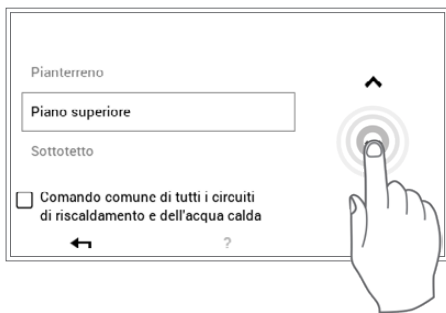 Pianterreno
Piano superiore
Sottotetto
Comando comune di tutti i circuiti
di riscaldamento e dell'acqua calda
?